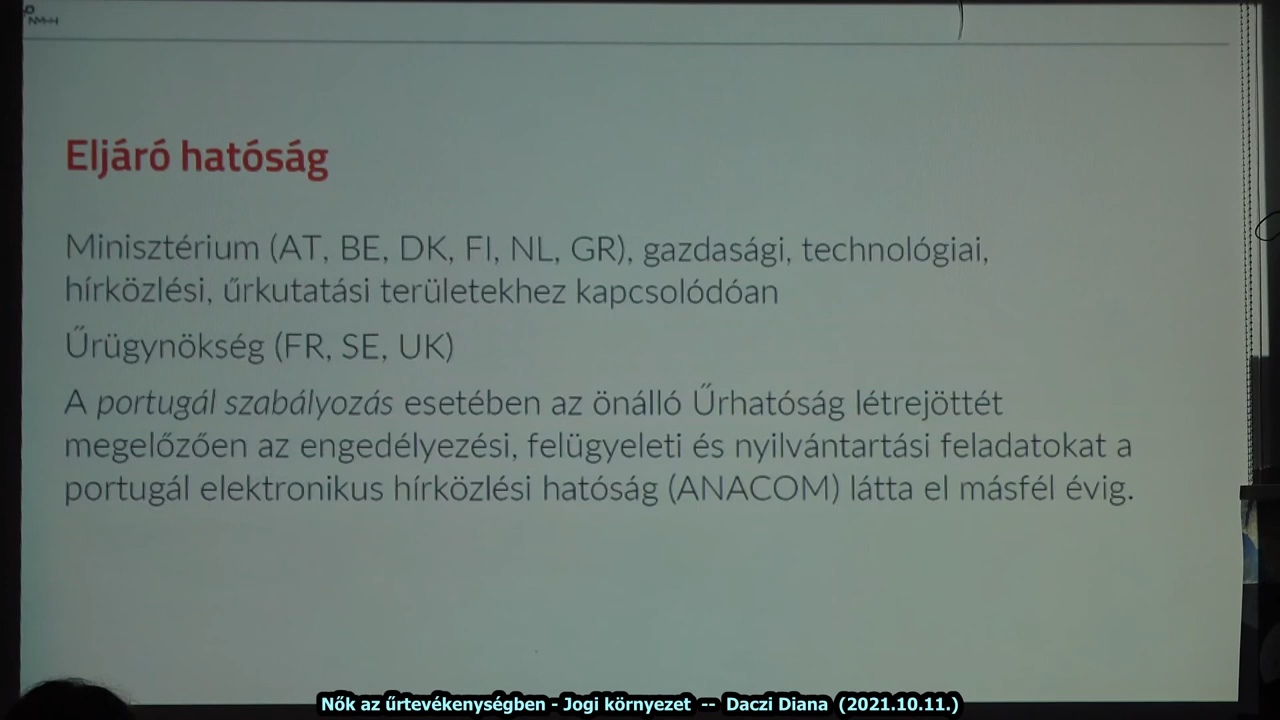 NMHH
Eljáró hatóság
Minisztérium (AT, BE, DK, FI, NL, GR), gazdasági, technológiai,
hírközlési, űrkutatási területekhez kapcsolódóan
Űrügynökség (FR, SE, UK)
A portugál szabályozás esetében az önálló Űrhatóság létrejöttét
megelőzően az engedélyezési, felügyeleti és nyilvántartási feladatokat a
portugál elektronikus hírközlési hatóság (ANACOM) látta el másfél évig.
Nők az űrtevékenységben - Jogi környezet -- Daczi Diana (2021.10.11.)